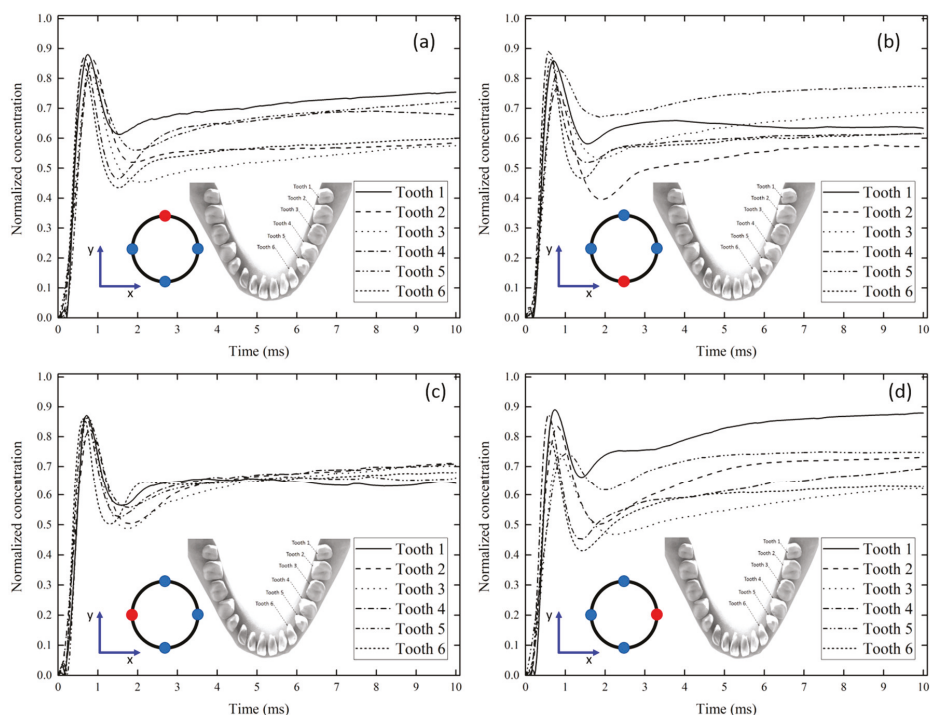 (a)
Normalized concentration
1.0
0.9
0.8
0.7
0.6
0.5
0.4
0.3
0.2
0.1
0.0
0 1 2 3 4 5 6 7 8 9 10
Time (ms)
y
x
Tooth 1
Tooth 2
Tooth 3
Tooth 4
Tooth 5
Tooth 6
Tooth 1
Tooth 2
Tooth 3
Tooth 4
Tooth 5
Tooth 6
(b)
Normalized concentration
1.0
0.9
0.8
0.7
0.6
0.5
0.4
0.3
0.2
0.1
0.0
0 1 2 3 4 5 6 7 8 9 10
Time (ms)
y
x
Tooth 1
Tooth 2
Tooth 3
Tooth 4
Tooth 5
Tooth 6
Tooth 1
Tooth 2
Tooth 3
Tooth 4
Tooth 5
Tooth 6
(c)
Normalized concentration
1.0
0.9
0.8
0.7
0.6
0.5
0.4
0.3
0.2
0.1
0.0
0 1 2 3 4 5 6 7 8 9 10
Time (ms)
y
x
Tooth 1
Tooth 2
Tooth 3
Tooth 4
Tooth 5
Tooth 6
Tooth 1
Tooth 2
Tooth 3
Tooth 4
Tooth 5
Tooth 6
(d)
Normalized concentration
1.0
0.9
0.8
0.7
0.6
0.5
0.4
0.3
0.2
0.1
0.0
0 1 2 3 4 5 6 7 8 9 10
Time (ms)
y
x
Tooth 1
Tooth 2
Tooth 3
Tooth 4
Tooth 5
Tooth 6
Tooth 1
Tooth 2
Tooth 3
Tooth 4
Tooth 5
Tooth 6